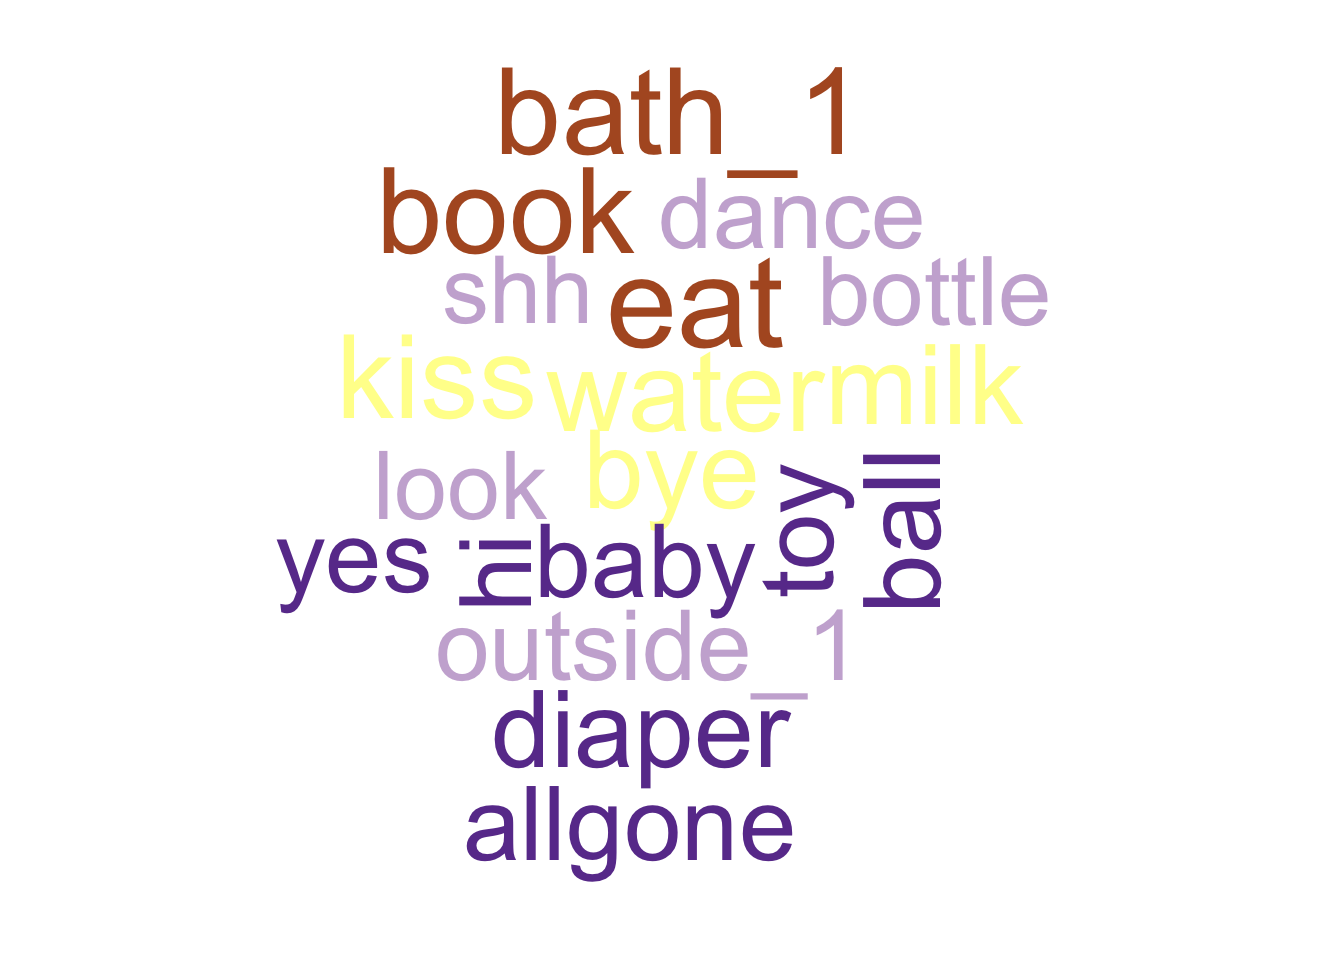 bath_1
book dance
shh eat bottle
kiss water milk
look bye
yes hi baby toy ball
outside_1
diaper
allgone